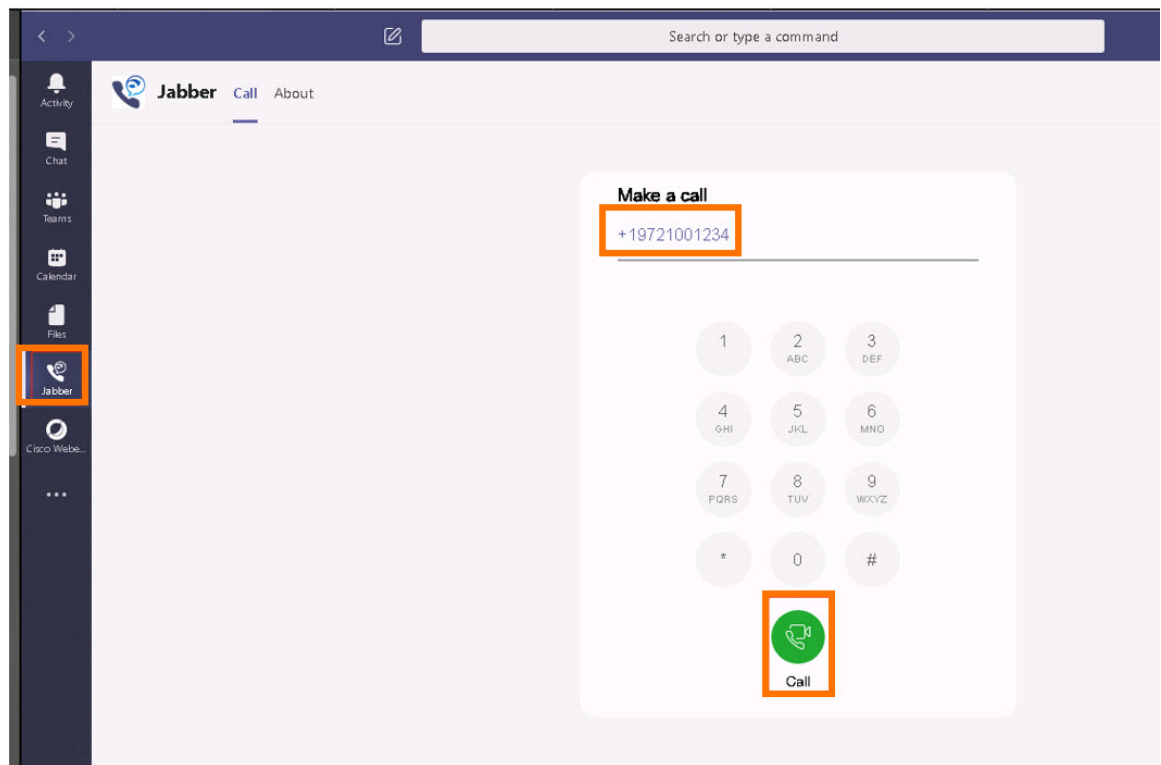 Search or type a command
Activity
Chat
Teams
Calendar
Files
Jabber
Cisco Webe...
Jabber Call About
Make a call
+19721001234
1 2 3
ABC DEF
4 5 6
GHI JKL MNO
7 8 9
PQRS TUV WXYZ
* 0 #
Call